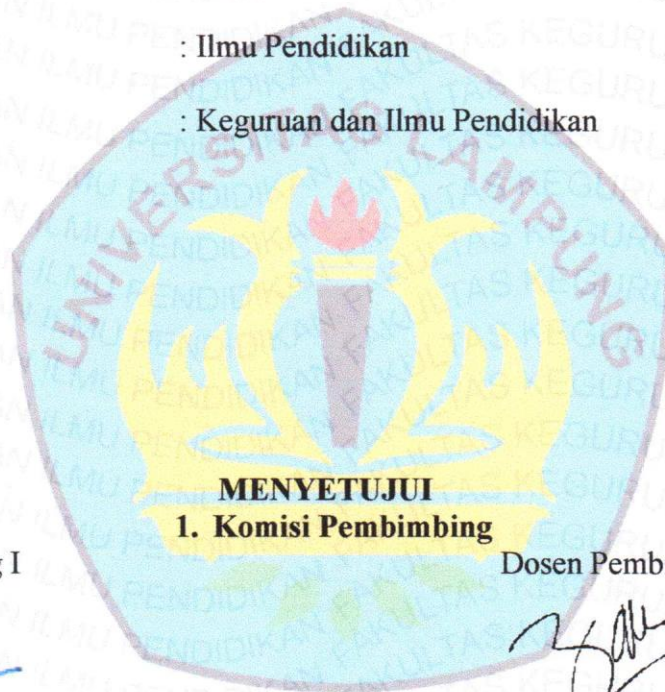 : Ilmu Pendidikan
: Keguruan dan Ilmu Pendidikan
UNIVERSITAS LAMPUNG
MENYETUJUI
1. Komisi Pembimbing
g I
Dosen Pemb